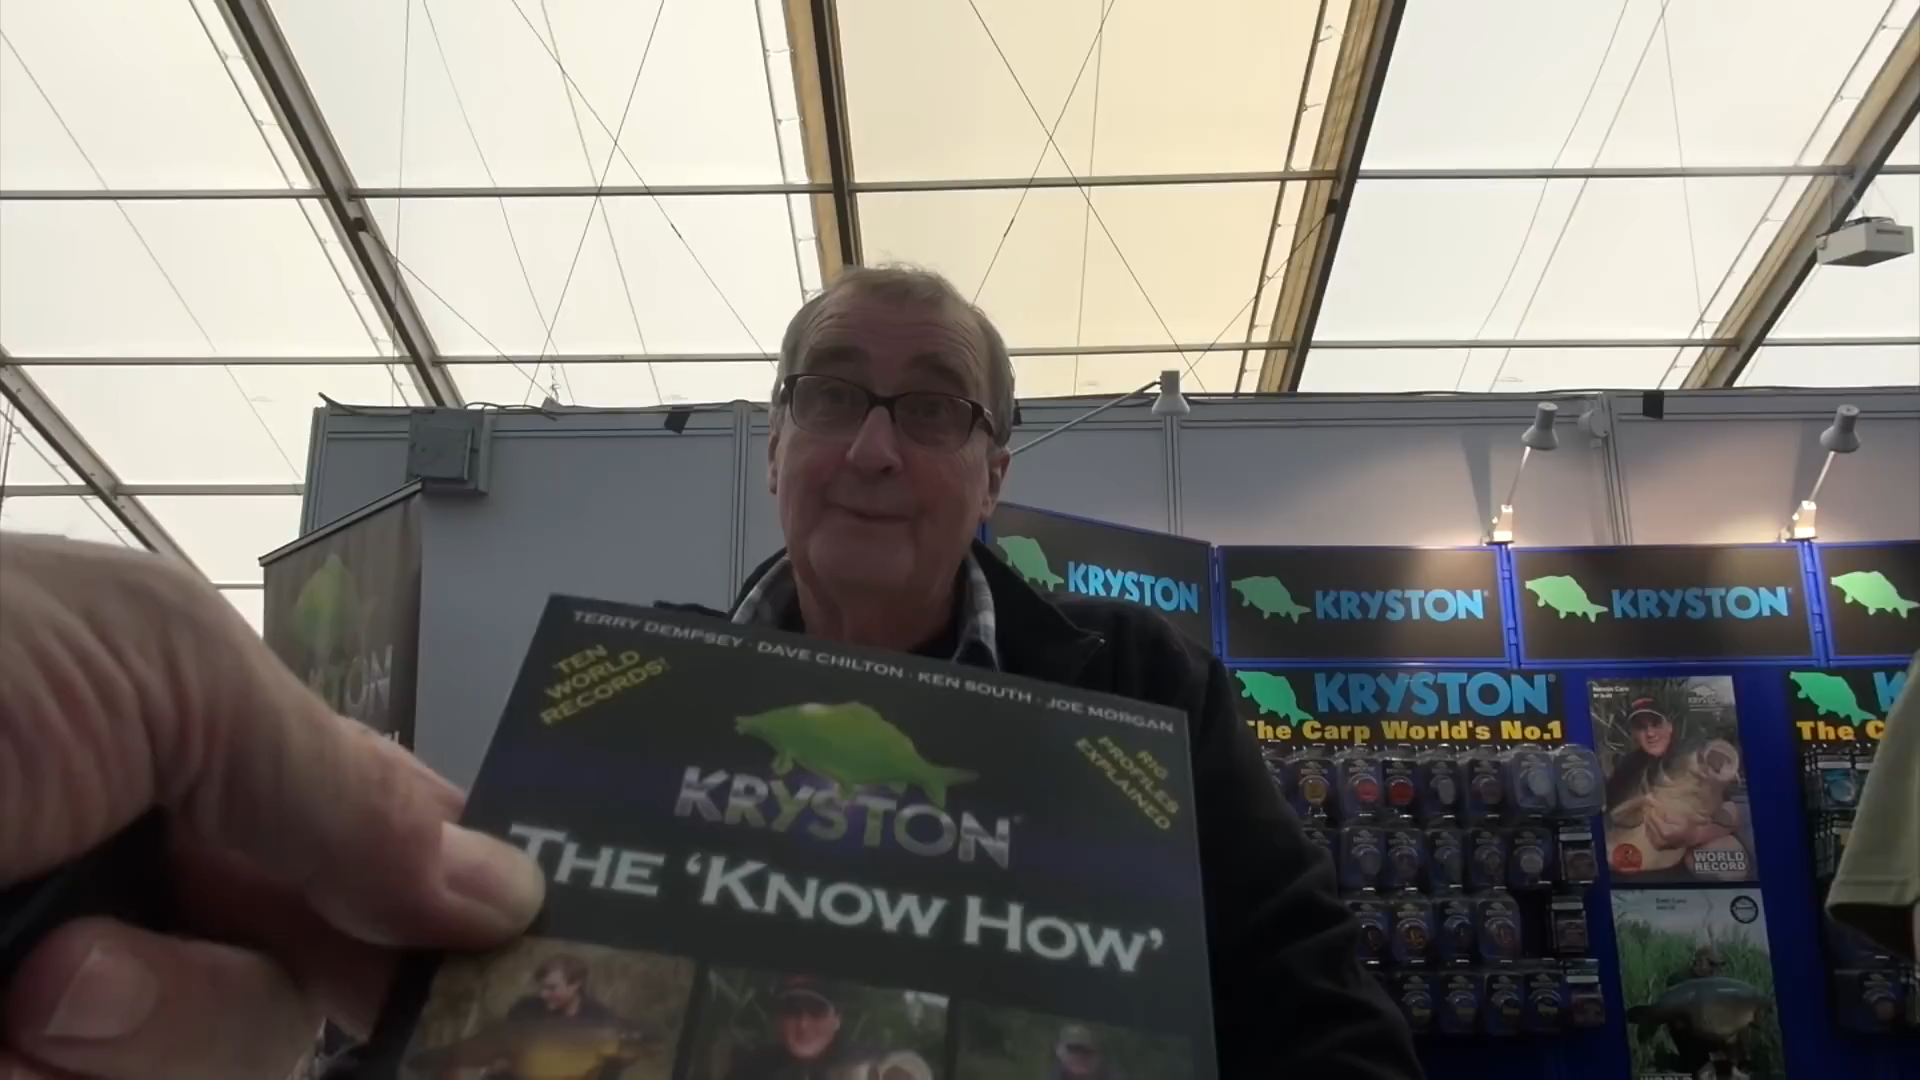 TERRY DEMPSEY · DAVE CHILTON · KEN SOUTH · JOE MORGAN
TEN
WORLD
RECORDS!
RIG
PROFILES
EXPLAINED
KRYSTON
THE ‘KNOW HOW’
KRYSTON
KRYSTON
KRYSTON
KRYSTON
The Carp World's No.1
K
The C
WORLD
RECORD